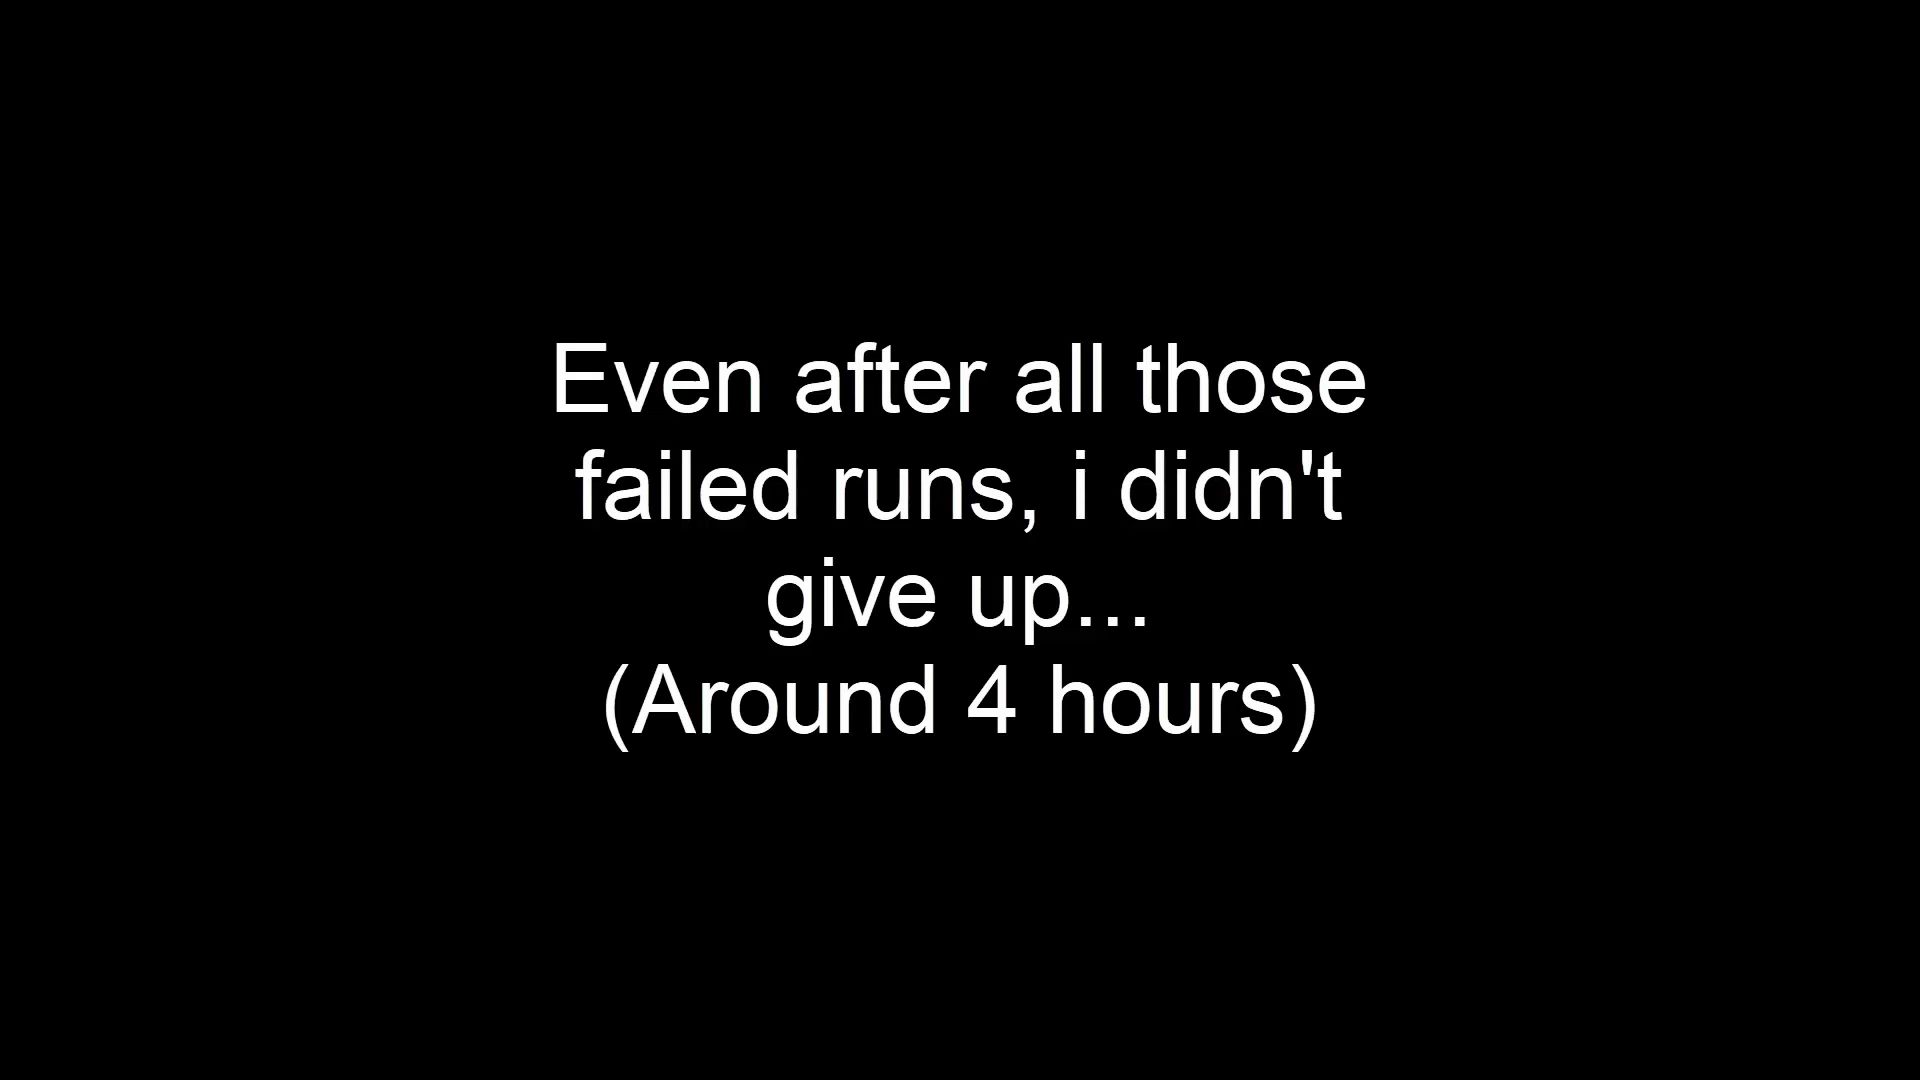 Even after all those
failed runs, i didn't
give up...
(Around 4 hours)